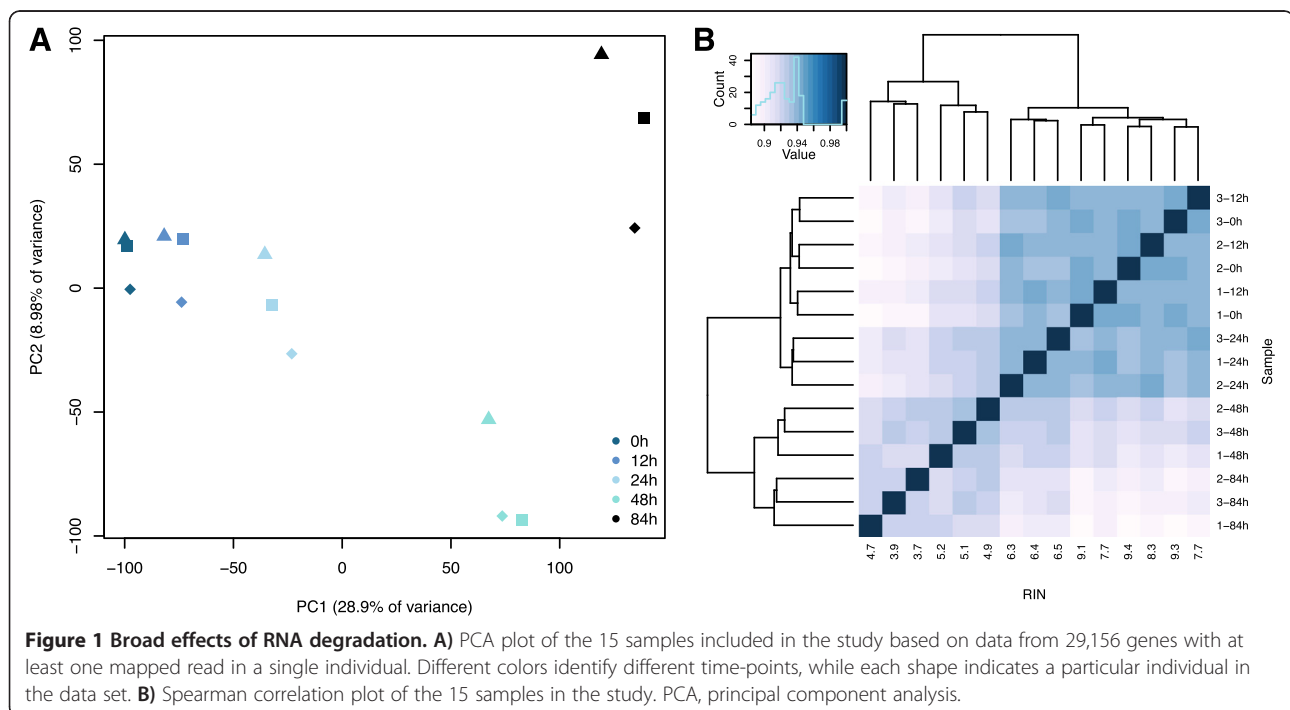 A
100
50
0
−50
−100
PC2 (8.98% of variance)
−100 −50 0 50 100
PC1 (28.9% of variance)
0h
12h
24h
48h
84h
B
Count
0 20 40
0.9 0.94 0.98
Value
3−12h
3−0h
2−12h
2−0h
1−12h
1−0h
3−24h
1−24h
2−24h
2−48h
3−48h
1−48h
2−84h
3−84h
1−84h
Sample
4.7 3.9 3.7 5.2 5.1 4.9 6.3 6.4 6.5 9.1 7.7 9.4 8.3 9.3 7.7
RIN
Figure 1 Broad effects of RNA degradation. A) PCA plot of the 15 samples included in the study based on data from 29,156 genes with at
least one mapped read in a single individual. Different colors identify different time-points, while each shape indicates a particular individual in
the data set. B) Spearman correlation plot of the 15 samples in the study. PCA, principal component analysis.